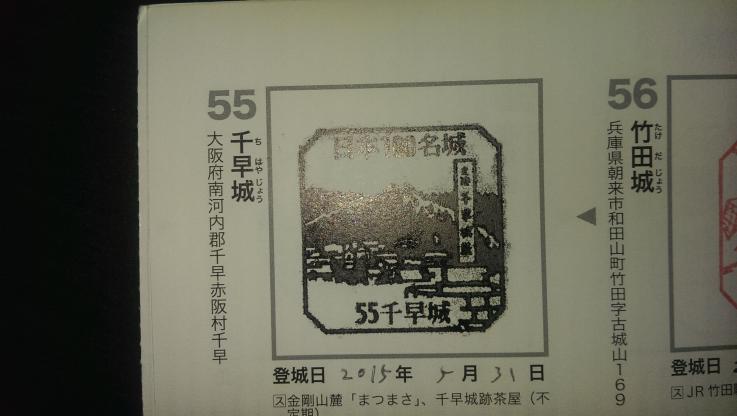 55
千早城
ち はや じょう
大阪府南河内郡千早赤阪村千早
日本100名城
55千早城
登城日 2015年 5月 31日
ス 金剛山麓「まつまさ」、千早城跡茶屋（不
定期）
56
竹田城
たけ だ じょう
兵庫県朝来市和田山町竹田字古城山169
登城日
ス JR竹田